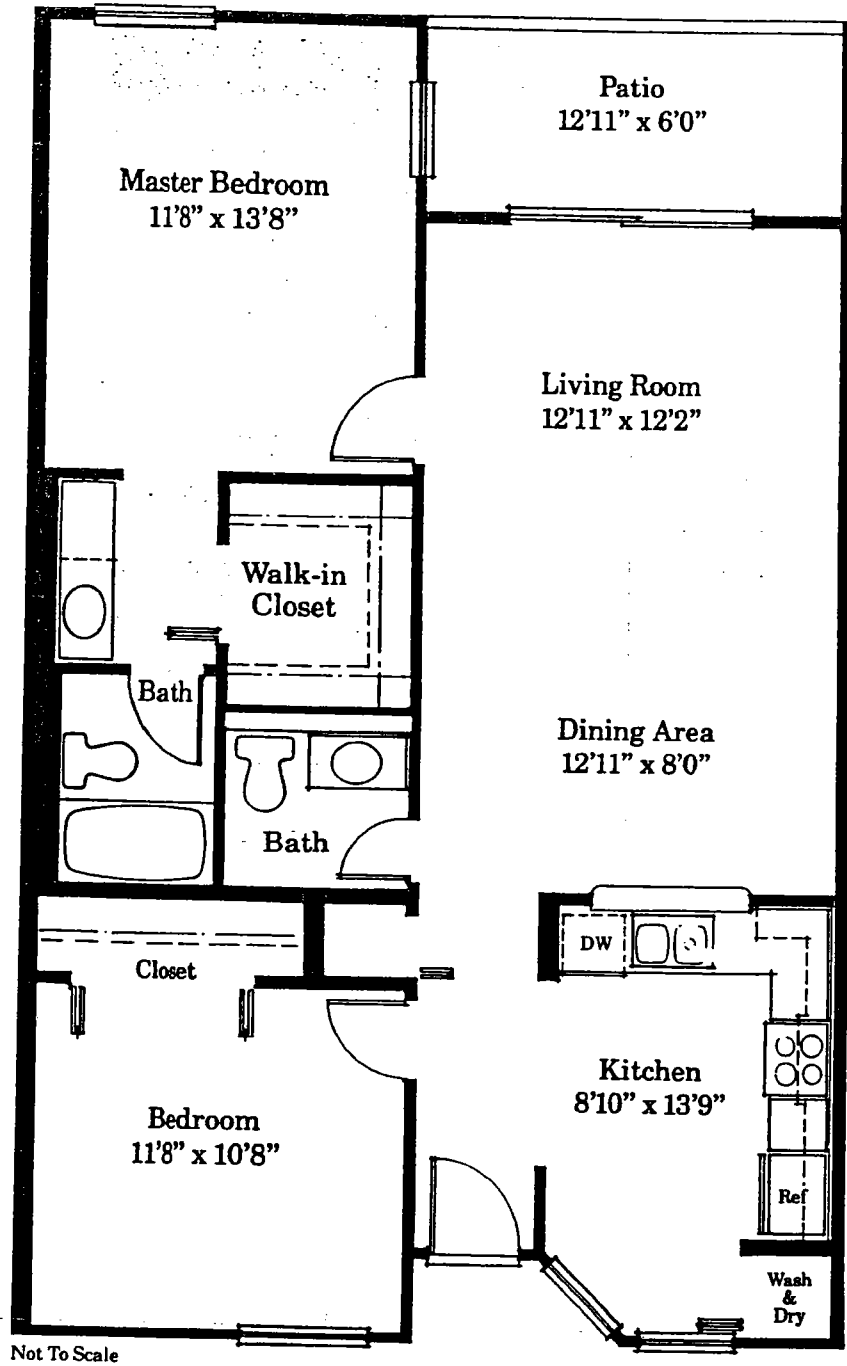 Patio
12'11” x 6'0”
Master Bedroom
11'8” x 13'8”
Living Room
12'11” x 12'2”
Walk-in
Closet
Bath
Dining Area
12'11” x 8'0”
Bath
DW
Closet
Kitchen
8'10” x 13'9”
Bedroom
11'8” x 10'8”
Ref
Wash
&
Dry
Not To Scale